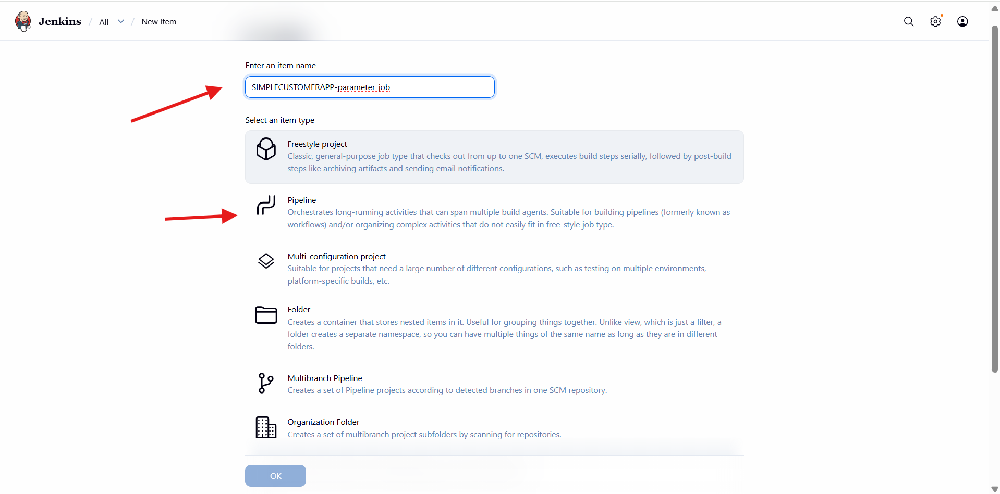 Jenkins / All / New Item
Enter an item name
SIMPLECUSTOMERAPP-parameter_job
Select an item type
Freestyle project
Classic, general-purpose job type that checks out from up to one SCM, executes build steps serially, followed by post-build
steps like archiving artifacts and sending email notifications.
Pipeline
Orchestrates long-running activities that can span multiple build agents. Suitable for building pipelines (formerly known as
workflows) and/or organizing complex activities that do not easily fit in free-style job type.
Multi-configuration project
Suitable for projects that need a large number of different configurations, such as testing on multiple environments,
platform-specific builds, etc.
Folder
Creates a container that stores nested items in it. Useful for grouping things together. Unlike view, which is just a filter, a
folder creates a separate namespace, so you can have multiple things of the same name as long as they are in different
folders.
Multibranch Pipeline
Creates a set of Pipeline projects according to detected branches in one SCM repository.
Organization Folder
Creates a set of multibranch project subfolders by scanning for repositories.
OK